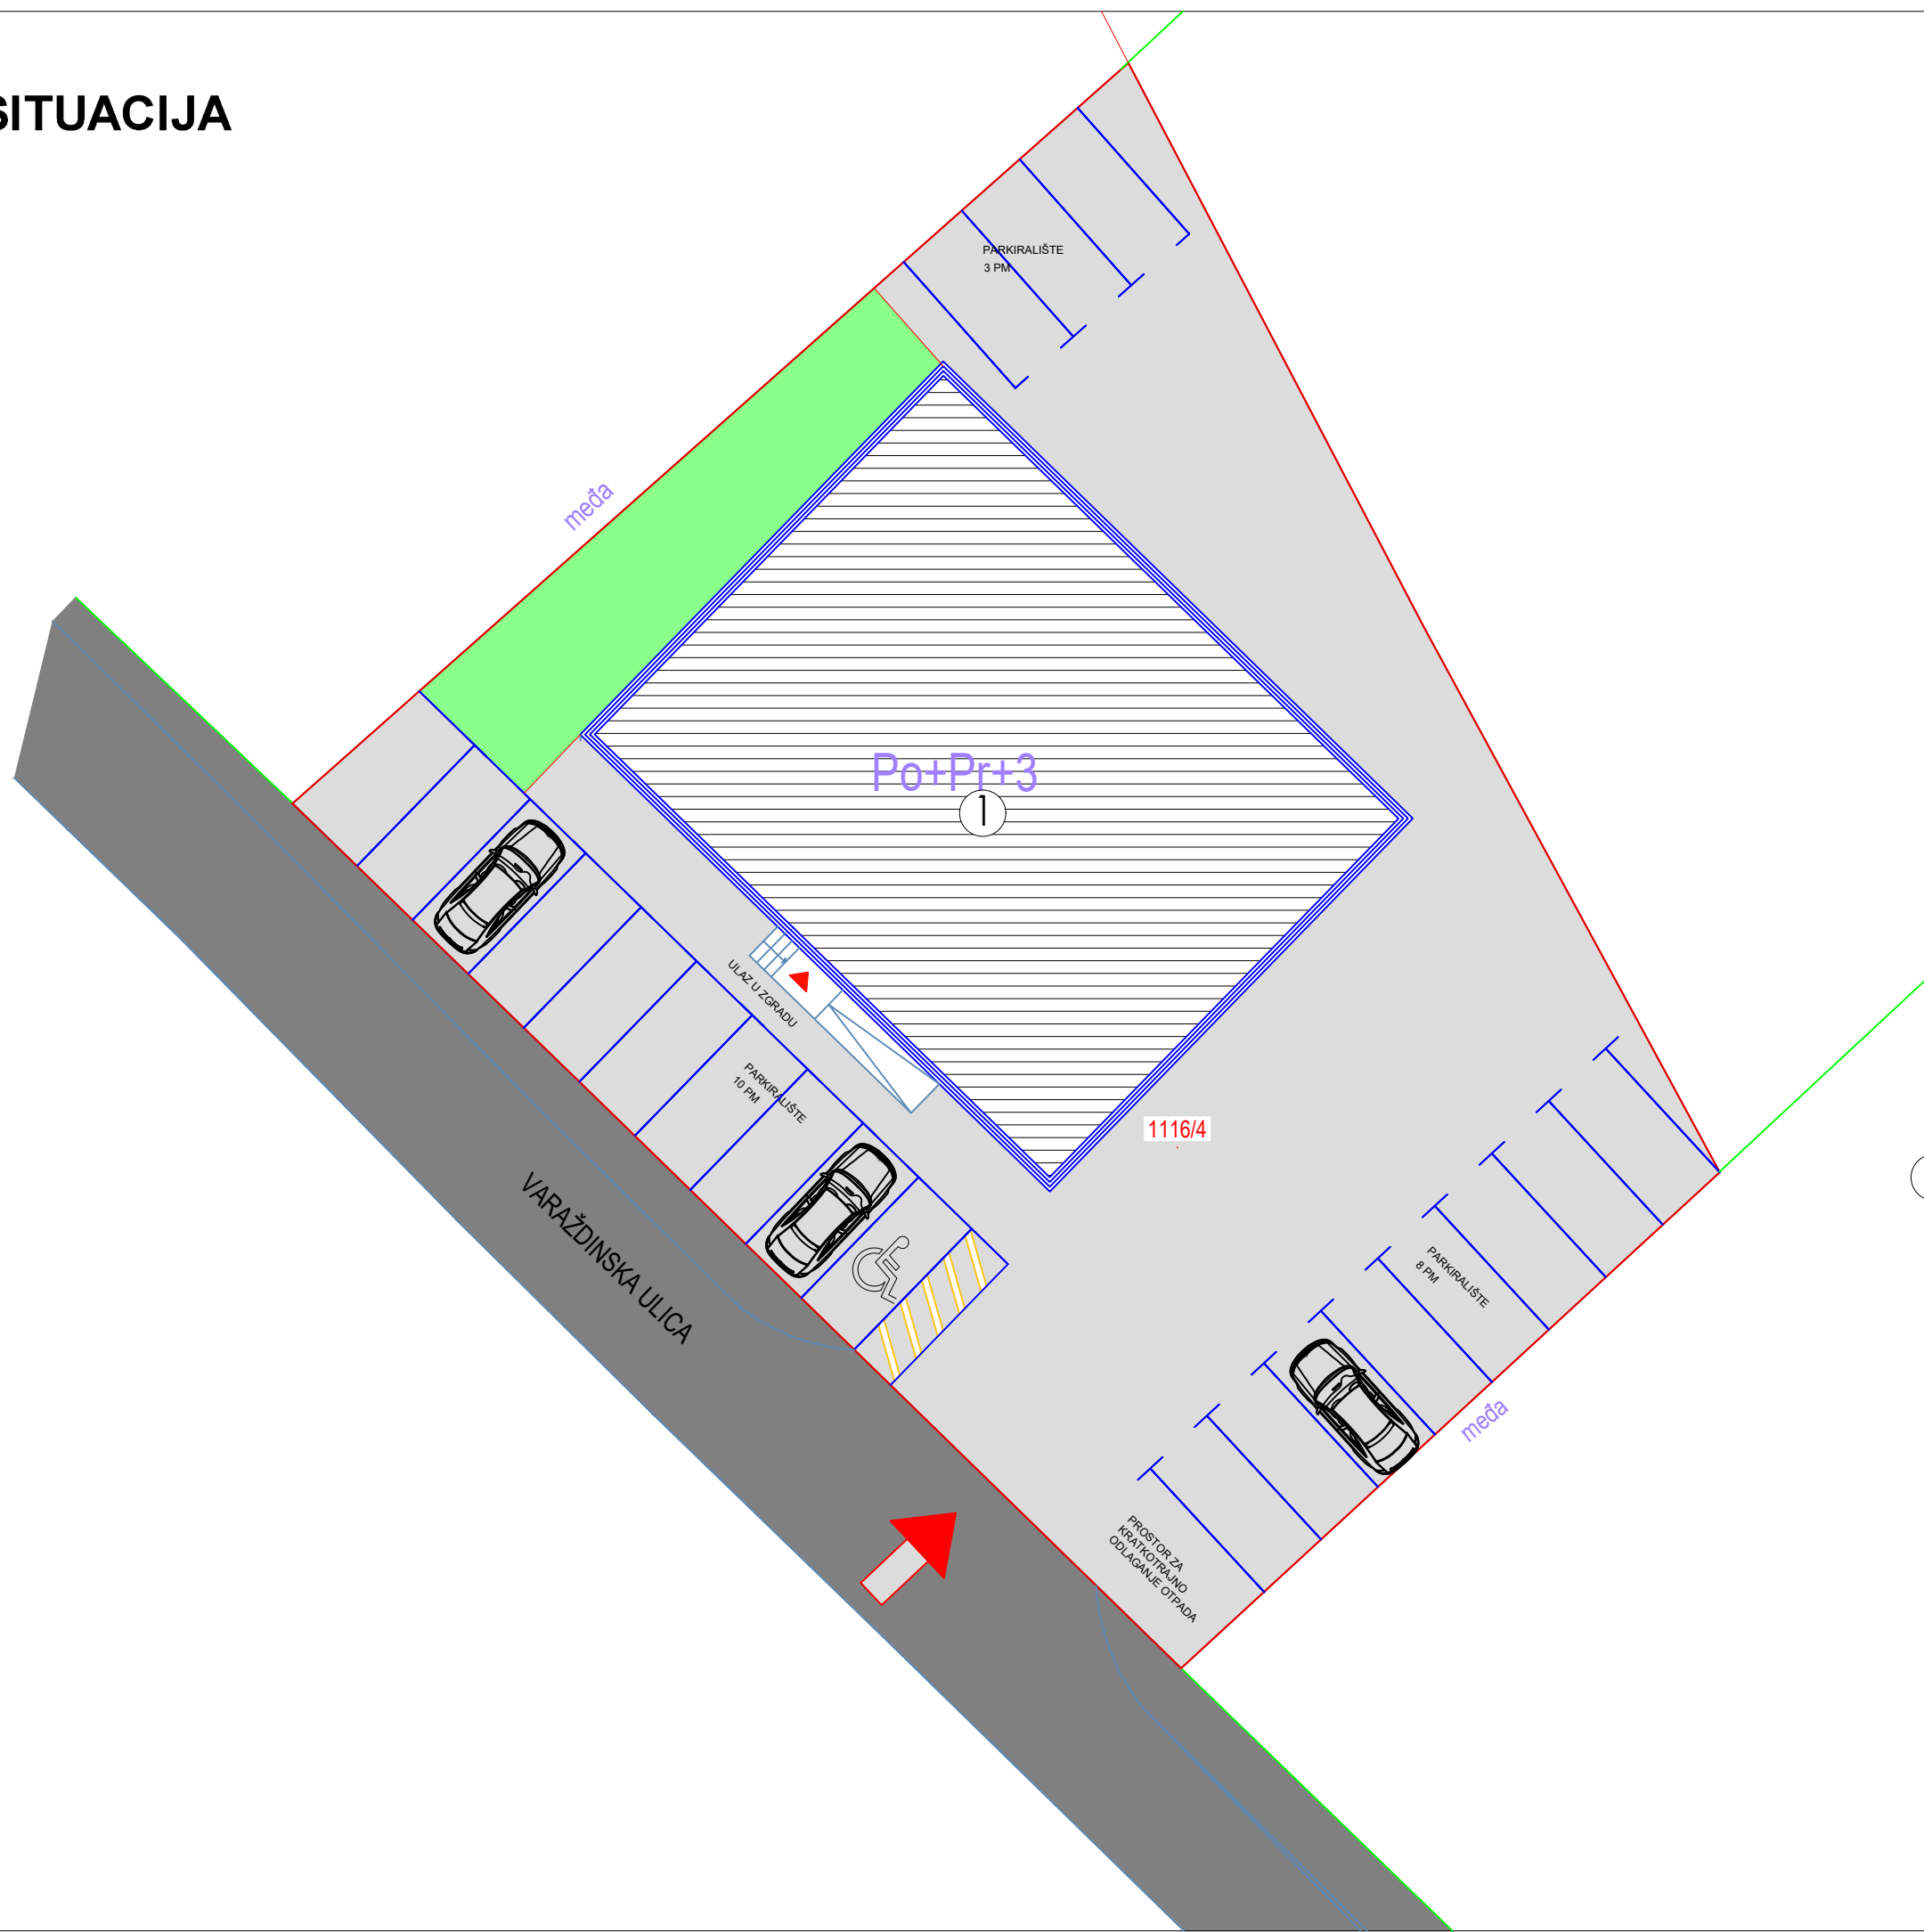 SITUACIJA
PARKIRALIŠTE
3 PM
međa
Po+Pr+3
1
ULAZ U ZGRADU
PARKIRALIŠTE
10 PM
1116/4
VARAŽDINSKA ULICA
PARKIRALIŠTE
8 PM
međa
PROSTOR ZA
KRATKOTRAJNO
ODLAGANJE OTPADA